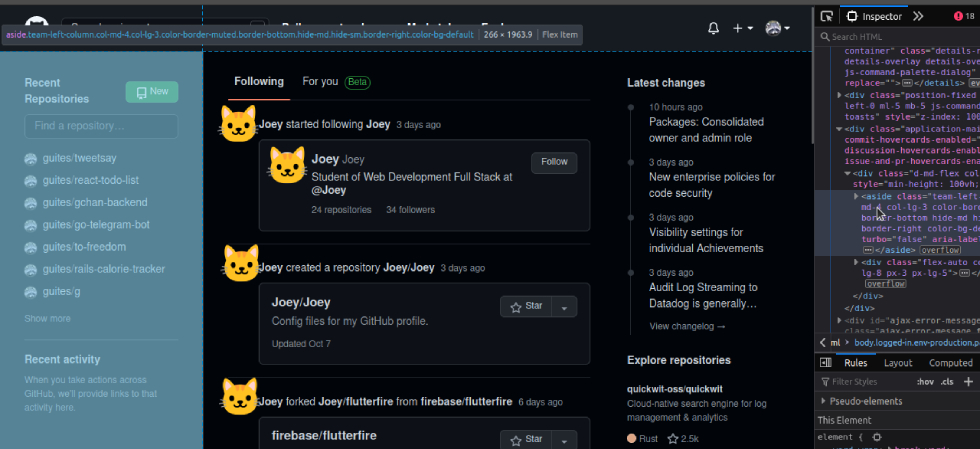 aside.team-left-column.col-md-4.col-lg-3.color-border-muted.border-bottom.hide-md.hide-sm.border-right.color-bg-default | 266 × 1963.9 | Flex Item
Recent
Repositories
New
Find a repository…
guites/tweetsay
guites/react-todo-list
guites/gchan-backend
guites/go-telegram-bot
guites/to-freedom
guites/rails-calorie-tracker
guites/g
Show more
Recent activity
When you take actions across
GitHub, we'll provide links to that
activity here.
Following
For you Beta
Joey started following Joey 3 days ago
Joey Joey
Follow
Student of Web Development Full Stack at
@Joey
24 repositories 34 followers
Joey created a repository Joey/Joey 3 days ago
Joey/Joey
Star
Config files for my GitHub profile.
Updated Oct 7
Joey forked Joey/flutterfire from firebase/flutterfire 6 days ago
firebase/flutterfire
Star
Latest changes
10 hours ago
Packages: Consolidated
owner and admin role
3 days ago
New enterprise policies for
code security
3 days ago
Visibility settings for
individual Achievements
3 days ago
Audit Log Streaming to
Datadog is generally…
View changelog →
Explore repositories
quickwit-oss/quickwit
Cloud-native search engine for log
management & analytics
Rust 2.5k
Inspector
18
Search HTML
container" class="details-r
details-overlay details-ove
js-command-palette-dialog"
replace=""> </details> ev
<div class="position-fixed
left-0 ml-5 mb-5 js-command
toasts" style="z-index: 100
<div class="application-mai
commit-hovercards-enabled="
discussion-hovercards-enabl
issue-and-pr-hovercards-ena
<div class="d-md-flex col
style="min-height: 100vh;
<aside class="team-left-
col-lg-3 color-bor
border-bottom hide-md hi
border-right color-bg-de
turbo="false" aria-label
</aside> overflow
<div class="flex-auto co
lg-8 px-3 px-lg-5"> </
overflow
</div>
</div>
<div id="ajax-error-message
class="ajax-error-message
ml
body.logged-in.env-production.p
Rules Layout Computed
Filter Styles :hov .cls +
Pseudo-elements
This Element
element {